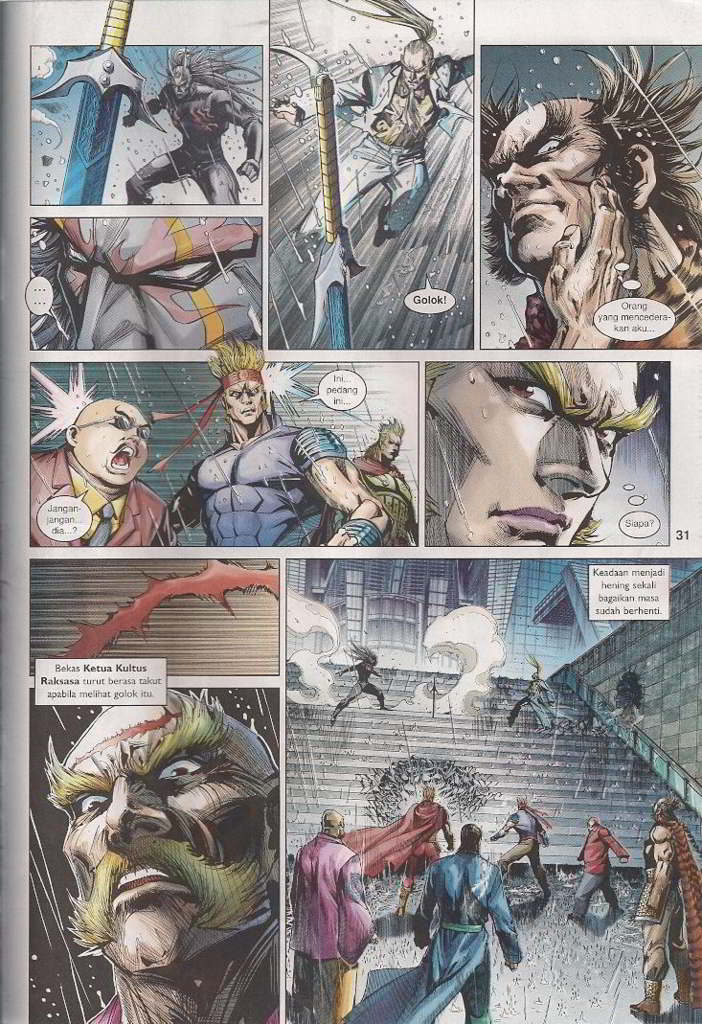 Golok!
Orang
yang mencedera-
kan aku...
... 
...
Ini...
pedang
ini...
Jangan-
jangan...
dia...?
Siapa?
31
Bekas Ketua Kultus
Raksasa turut berasa takut
apabila melihat golok itu.
Keadaan menjadi
hening sekali
bagaikan masa
sudah berhenti.